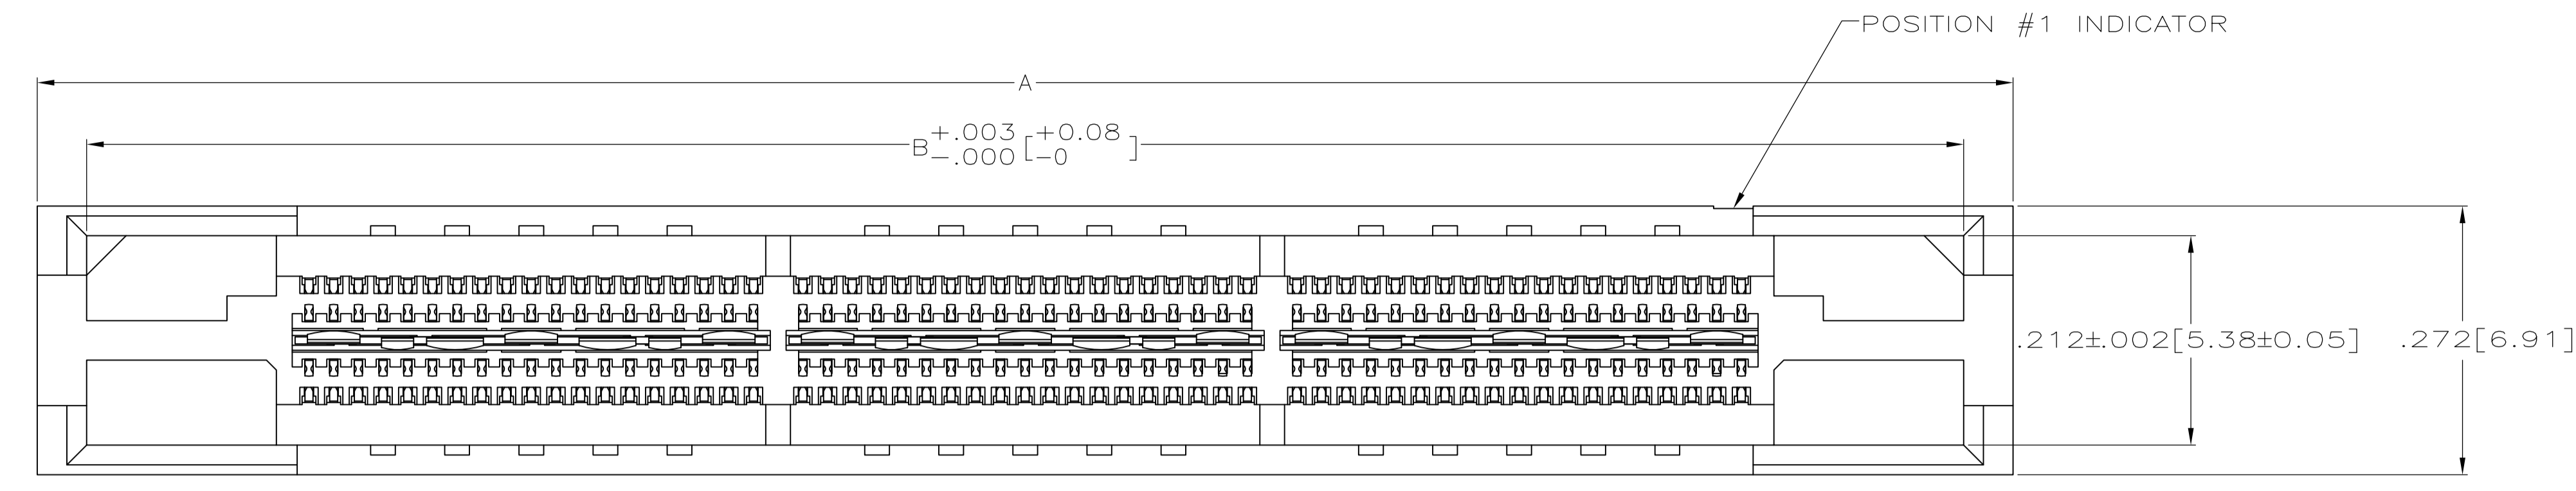 POSITION #1 INDICATOR
A
B +.003 [+0.08
-.000 -0 ]
.212±.002[5.38±0.05]
.272[6.91]